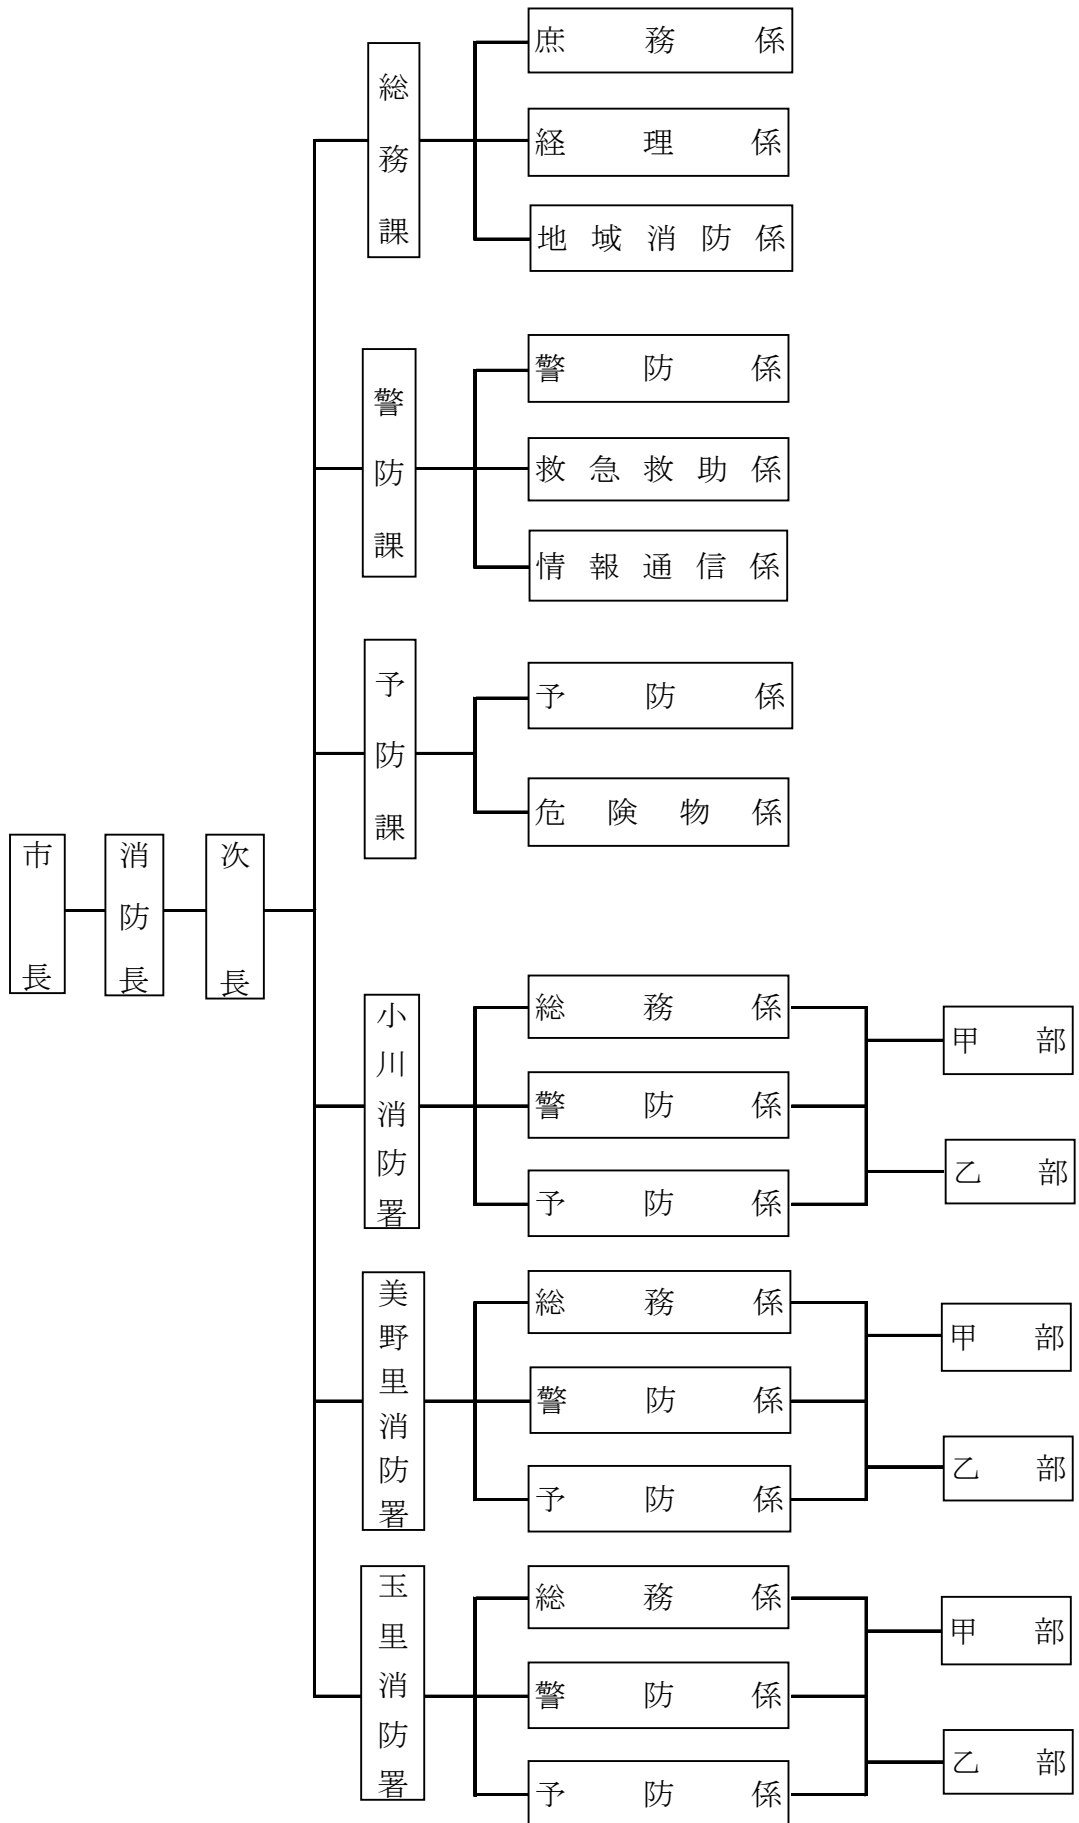 市長
消防長
次長
総務課
庶務係
経理係
地域消防係
警防課
警防係
救急救助係
情報通信係
予防課
予防係
危険物係
小川消防署
総務係
警防係
予防係
甲部
乙部
美野里消防署
総務係
警防係
予防係
甲部
乙部
玉里消防署
総務係
警防係
予防係
甲部
乙部